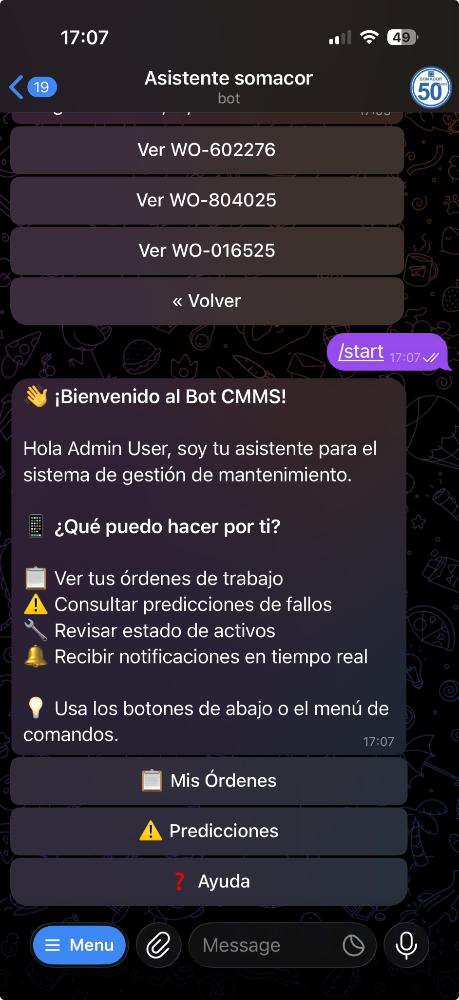 17:07
49
19
Asistente somacor
bot
SOMACOR
50 AÑOS
Ver WO-602276
Ver WO-804025
Ver WO-016525
« Volver
/start 17:07
¡Bienvenido al Bot CMMS!
Hola Admin User, soy tu asistente para el
sistema de gestión de mantenimiento.
¿Qué puedo hacer por ti?
Ver tus órdenes de trabajo
Consultar predicciones de fallos
Revisar estado de activos
Recibir notificaciones en tiempo real
Usa los botones de abajo o el menú de
comandos.
17:07
Mis Órdenes
Predicciones
Ayuda
Menu
Message